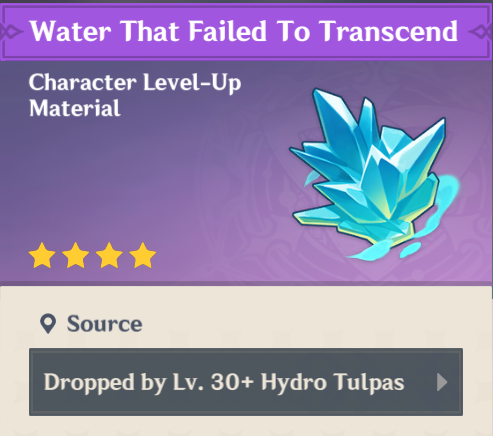 Water That Failed To Transcend
Character Level-Up
Material
Source
Dropped by Lv. 30+ Hydro Tulpas